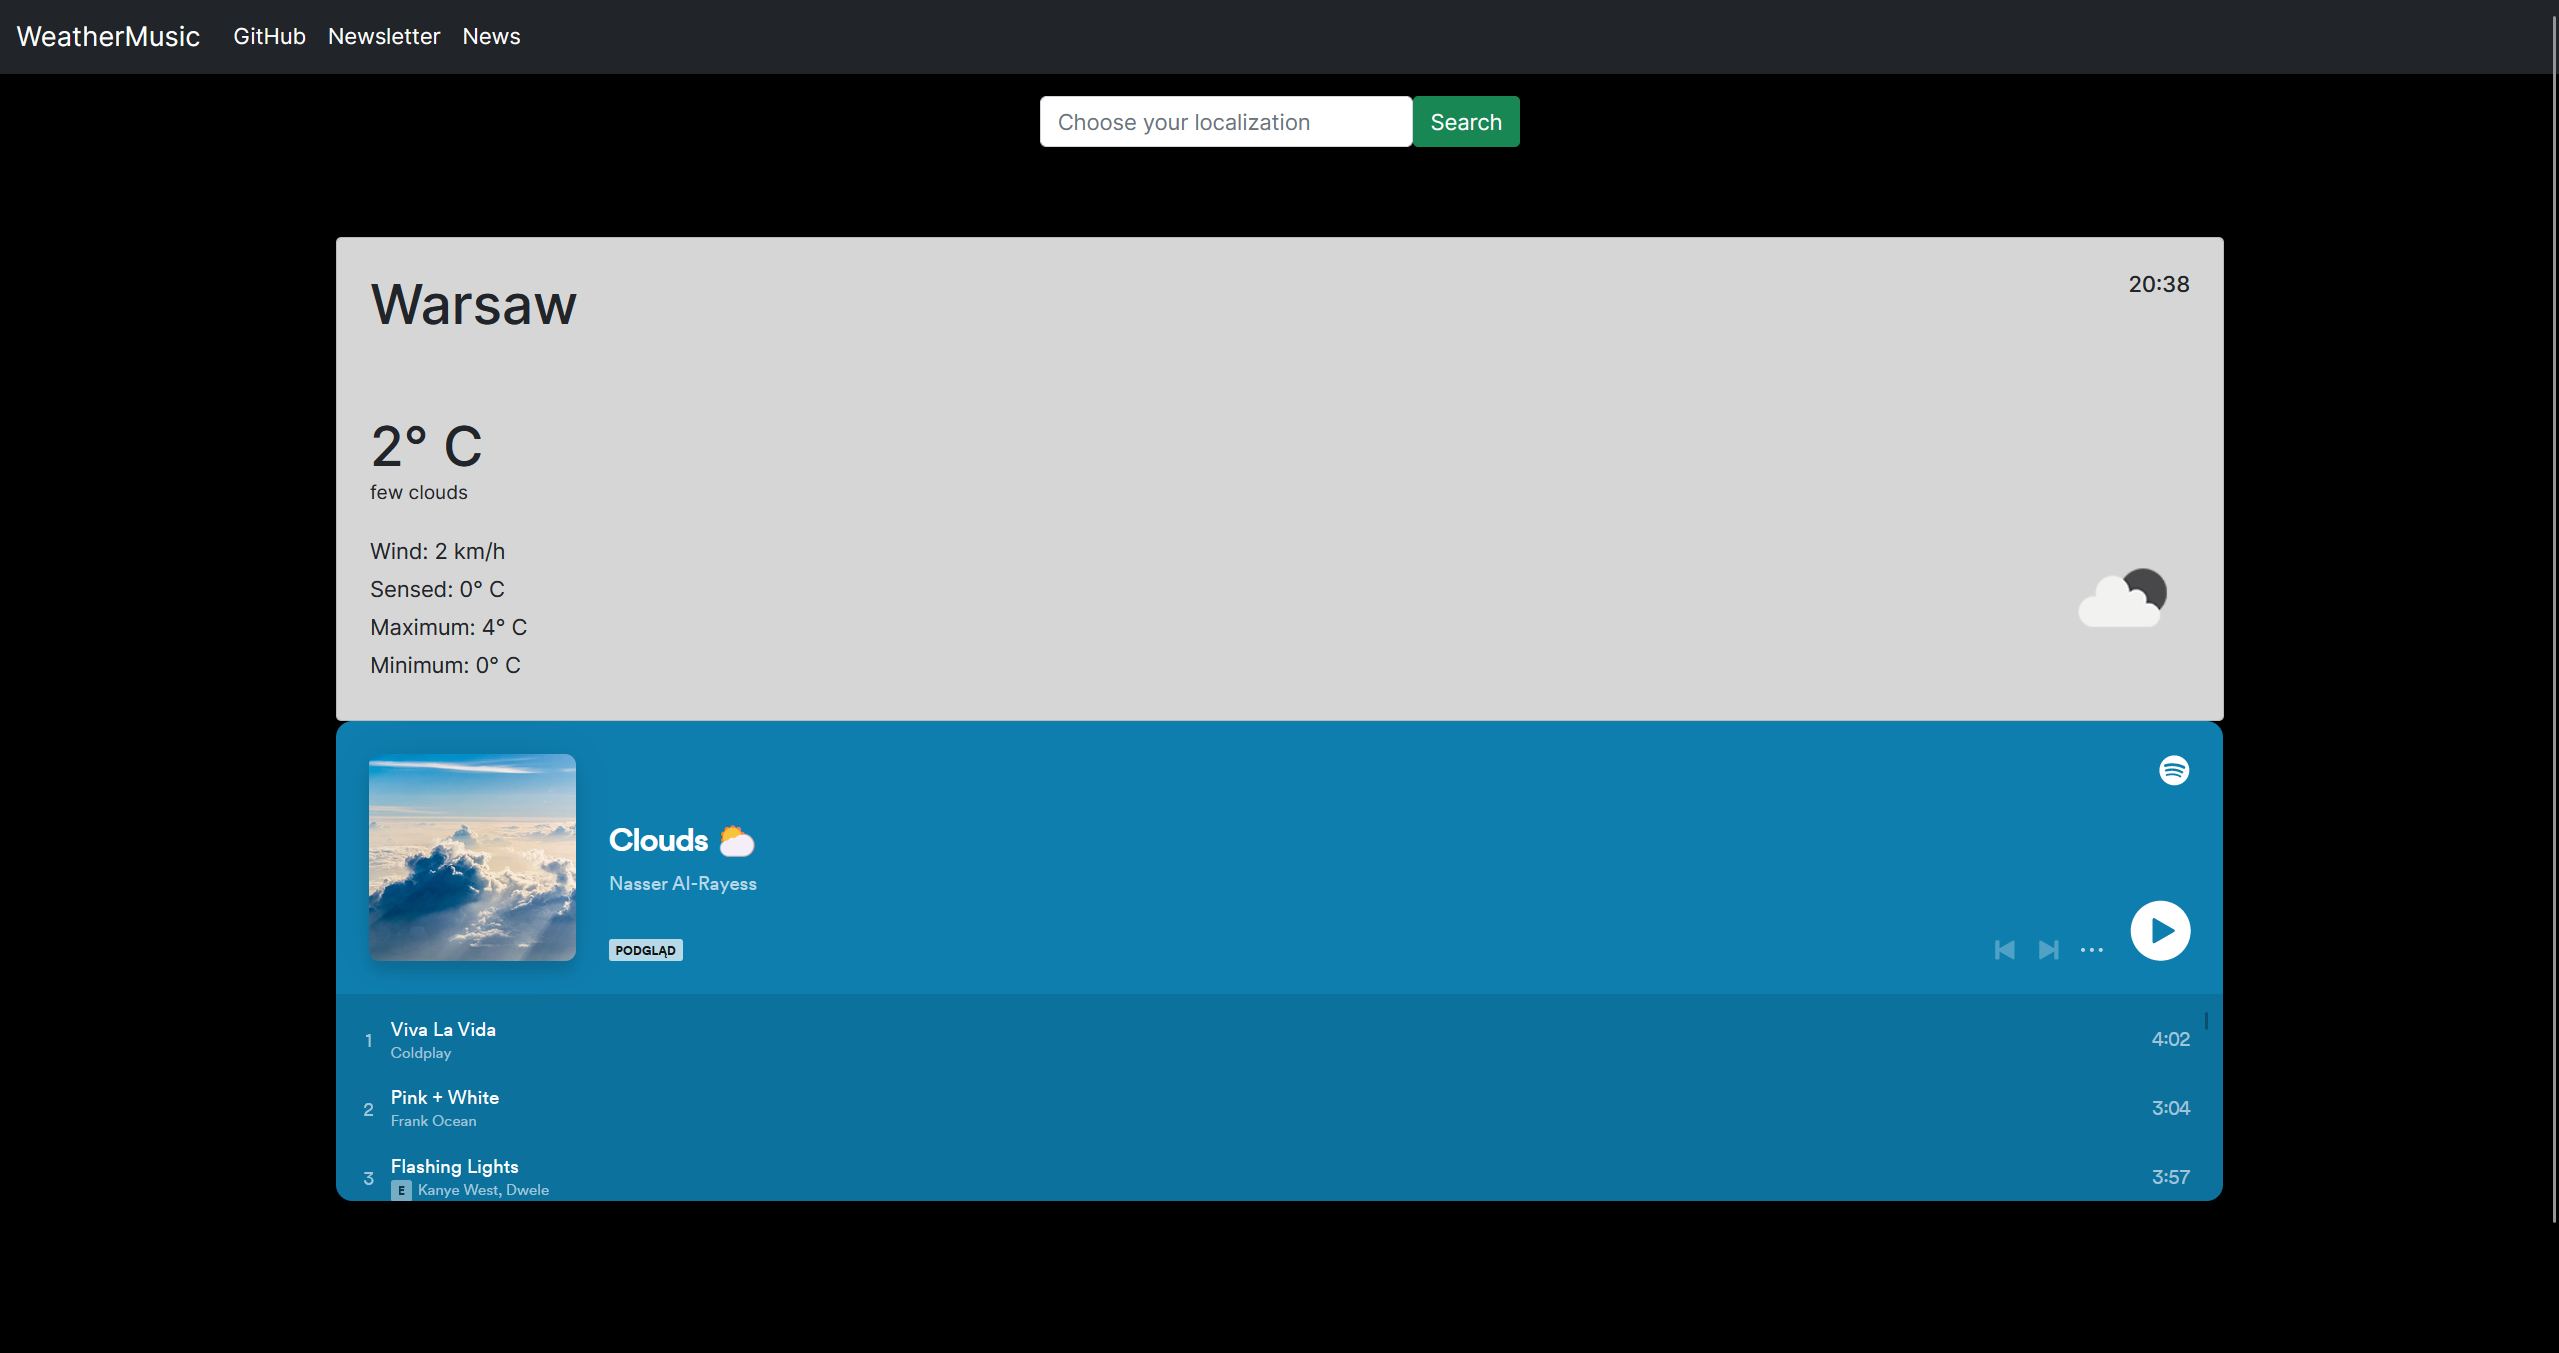 WeatherMusic GitHub Newsletter News
Choose your localization Search
Warsaw 20:38
2° C
few clouds
Wind: 2 km/h
Sensed: 0° C
Maximum: 4° C
Minimum: 0° C
Clouds
Nasser Al-Rayess
PODGLĄD
1 Viva La Vida 4:02
Coldplay
2 Pink + White 3:04
Frank Ocean
3 Flashing Lights 3:57
E Kanye West, Dwele